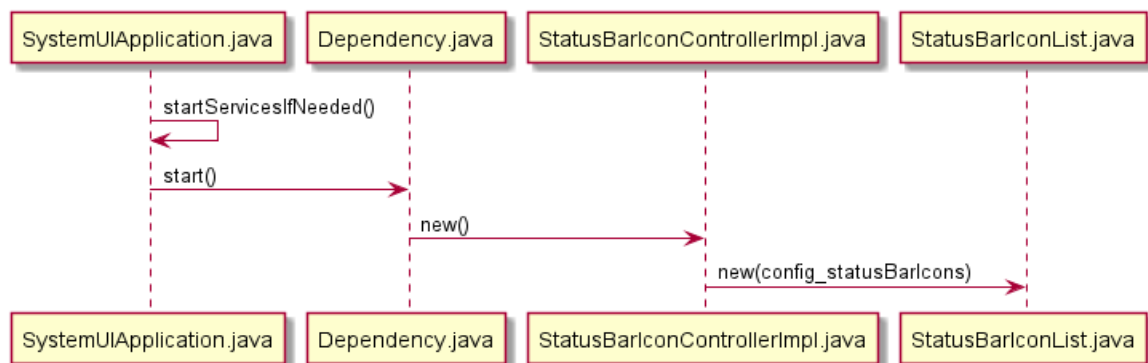 SystemUIApplication.java
Dependency.java
StatusBarIconControllerImpl.java
StatusBarIconList.java
startServicesIfNeeded()
start()
new()
new(config_statusBarIcons)
SystemUIApplication.java
Dependency.java
StatusBarIconControllerImpl.java
StatusBarIconList.java